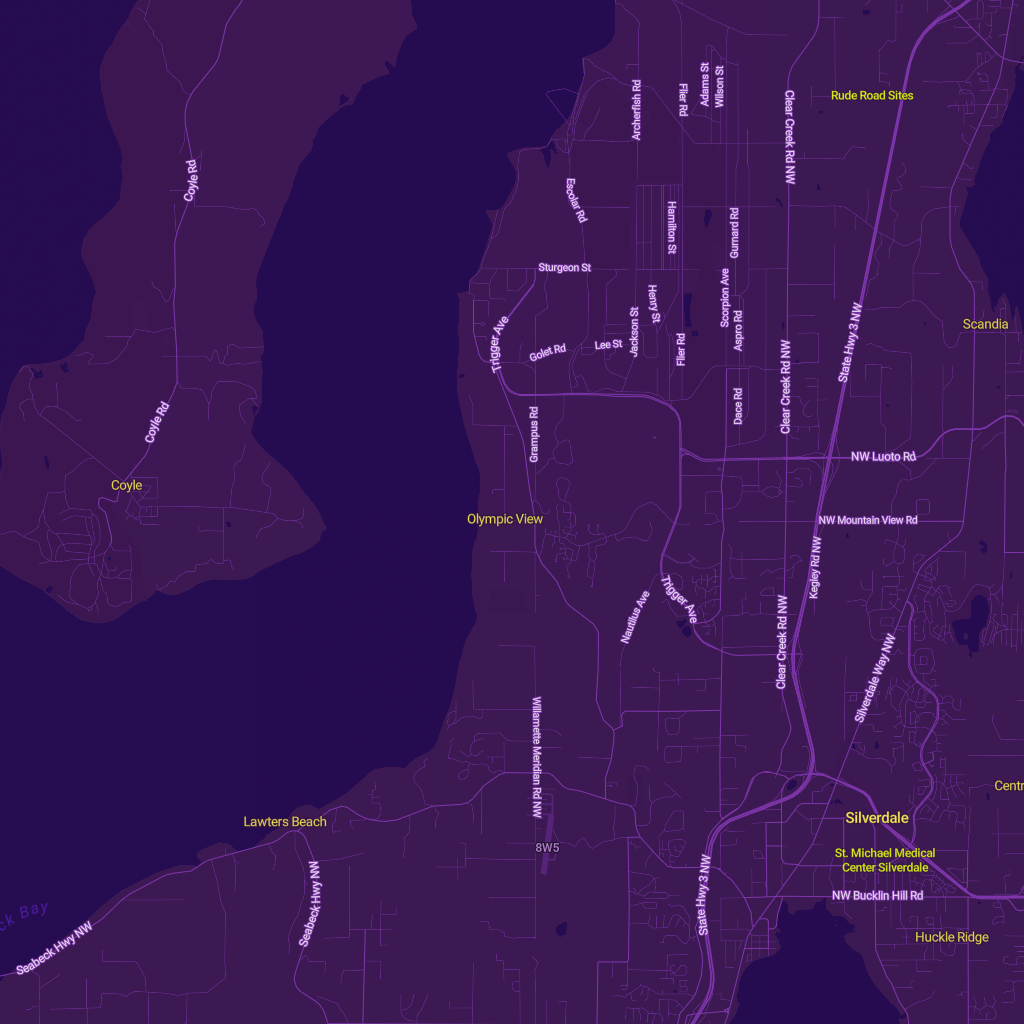 Adams St
Wilson St
Archerfish Rd
Flier Rd
Clear Creek Rd NW
Rude Road Sites
Coyle Rd
Escolar Rd
Hamilton St
Gurnard Rd
Sturgeon St
Scorpion Ave
Henry St
Jackson St
Aspro Rd
State Hwy 3 NW
Scandia
Trigger Ave
Golet Rd
Lee St
Flier Rd
Clear Creek Rd NW
Dace Rd
Coyle Rd
Grampus Rd
NW Luoto Rd
Coyle
Olympic View
NW Mountain View Rd
Kegley Rd NW
Trigger Ave
Nautilus Ave
Clear Creek Rd NW
Silverdale Way NW
Willamette Meridian Rd NW
Centr
Lawters Beach
Silverdale
8W5
St. Michael Medical
Center Silverdale
State Hwy 3 NW
NW Bucklin Hill Rd
Seabeck Hwy NW
ck Bay
Seabeck Hwy NW
Huckle Ridge